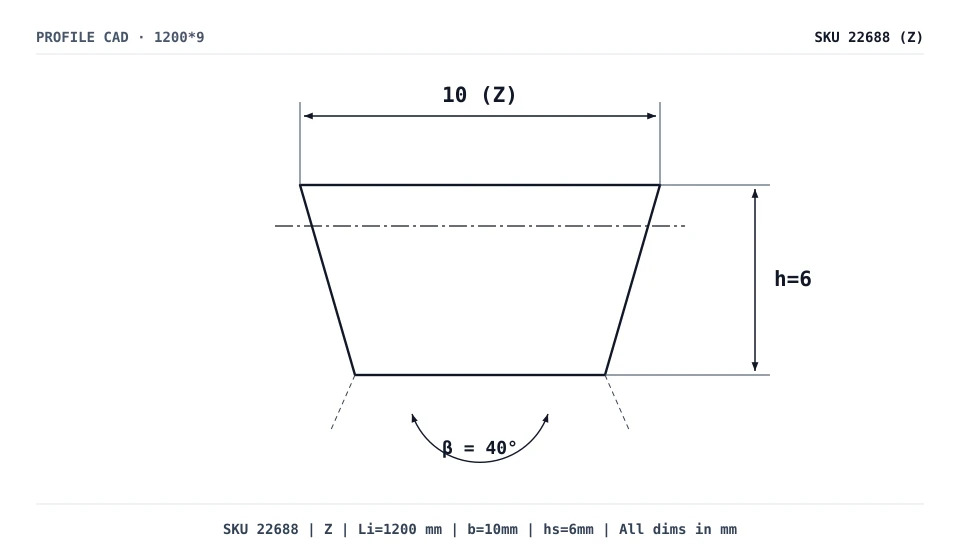 PROFILE CAD · 1200*9
SKU 22688 (Z)
10 (Z)
h=6
β = 40°
SKU 22688 | Z | Li=1200 mm | b=10mm | hs=6mm | All dims in mm